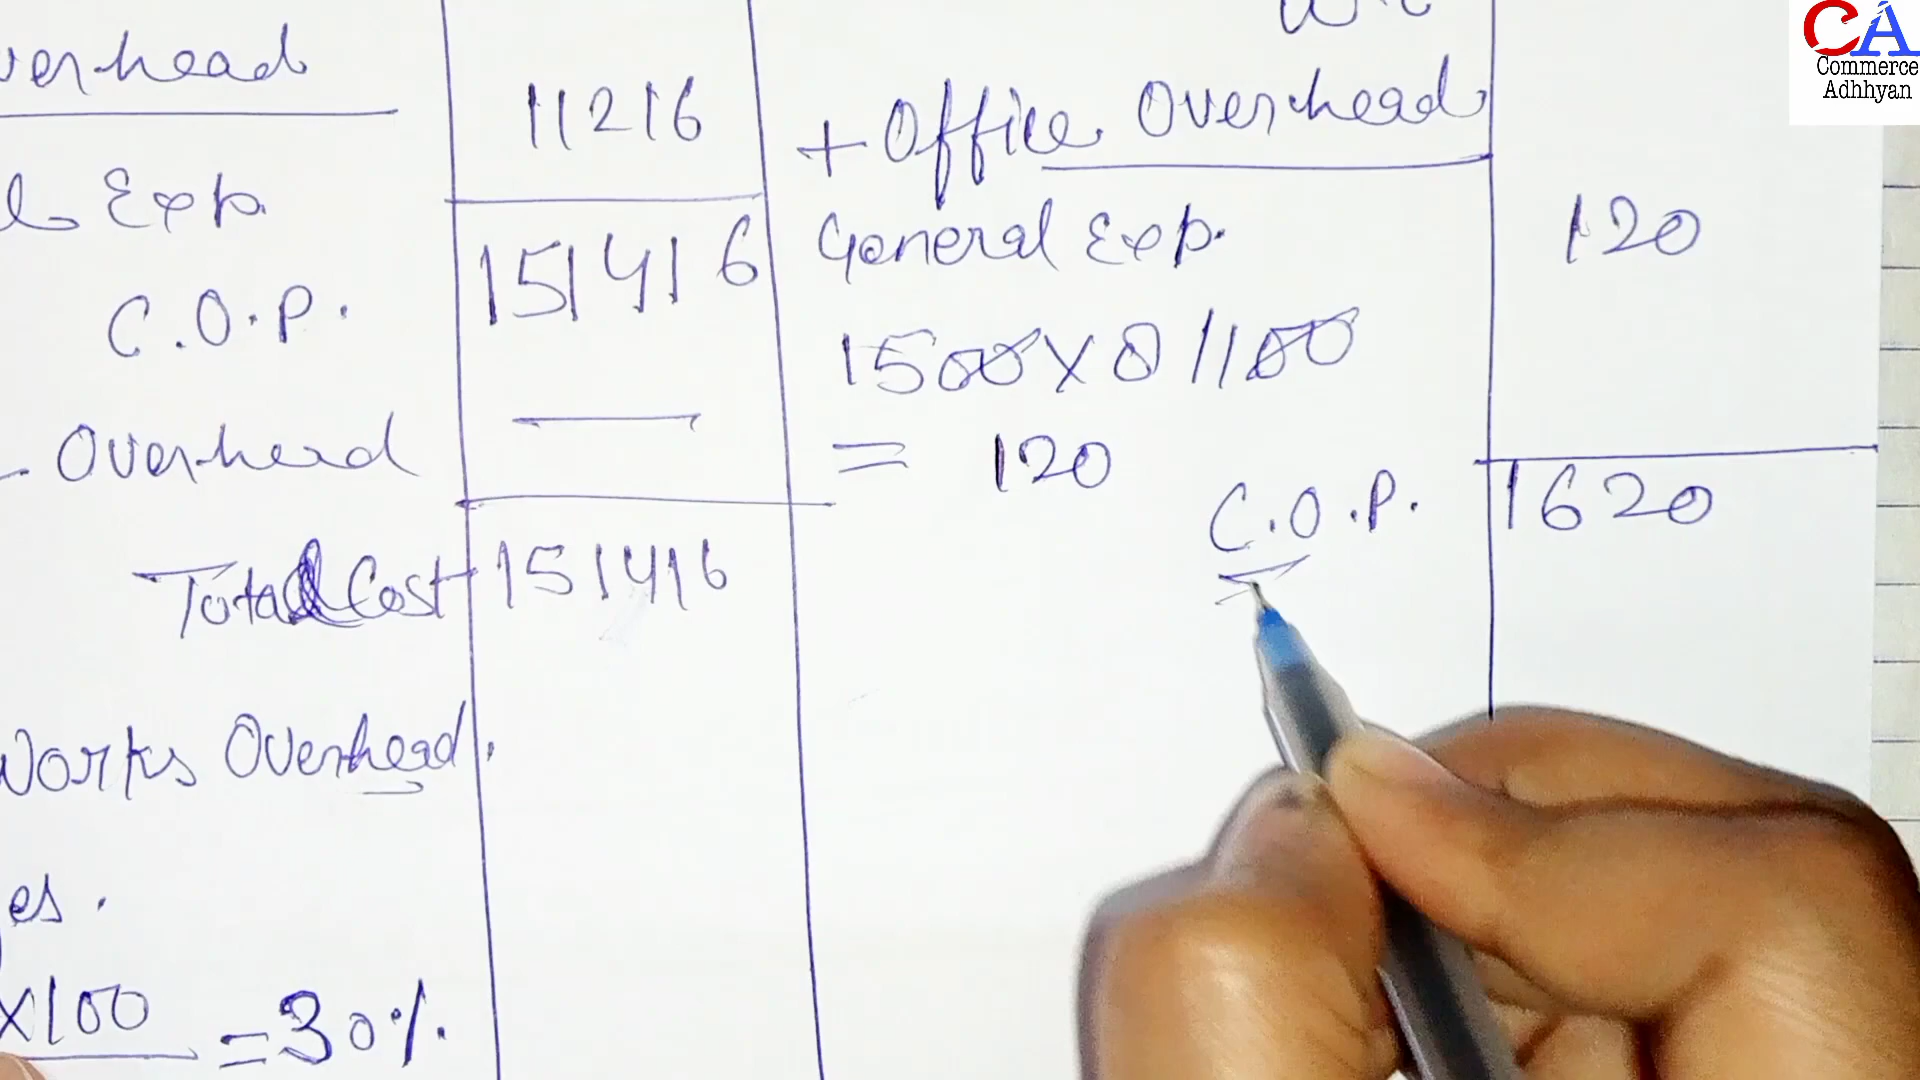 verhead
11216
Exp.
151416
C.O.P.
Overhead
Total Cost 151416
Works Overhead.
es.
x100 = 30%.
+ Office Overhead
General Exp. 120
1500 x 8 / 100
= 120
C.O.P. 1620
CA
Commerce
Adhhyan